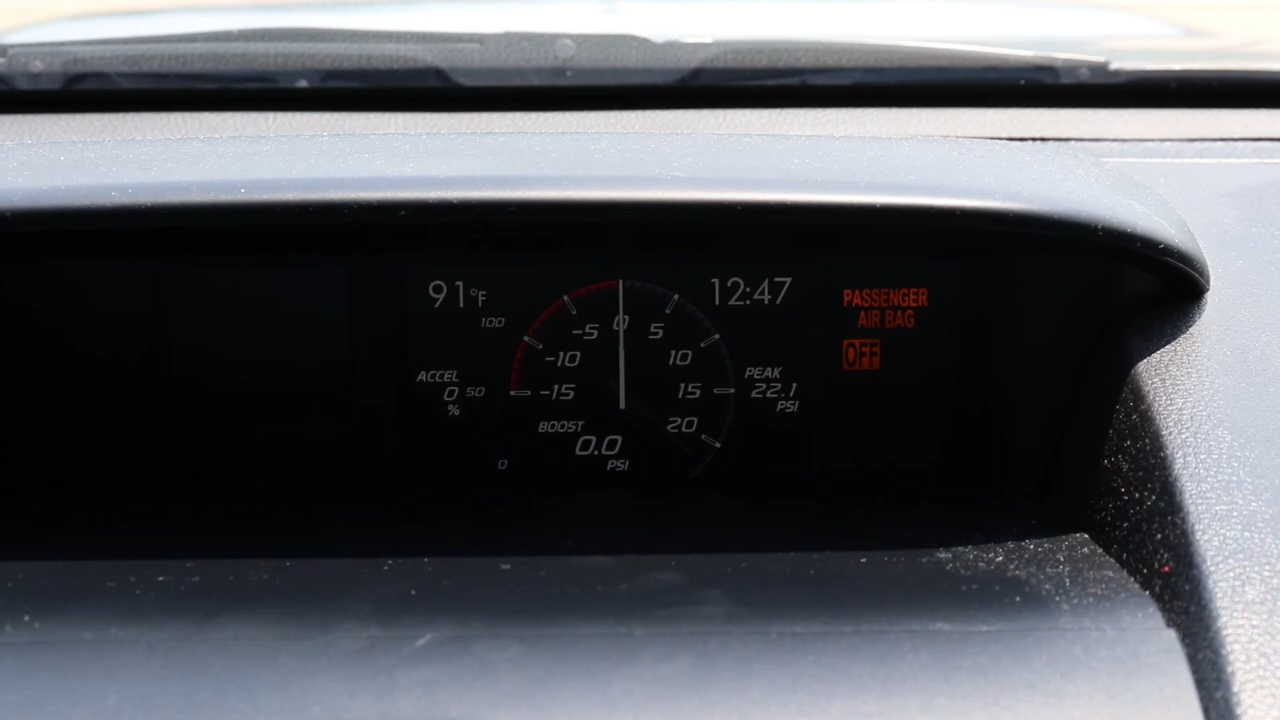 91°F
12:47
PASSENGER
AIR BAG
OFF
100
-5 0 5
-10 10
ACCEL
0 50
%
-15 15
PEAK
22.1
PSI
BOOST
20
0.0
0
PSI